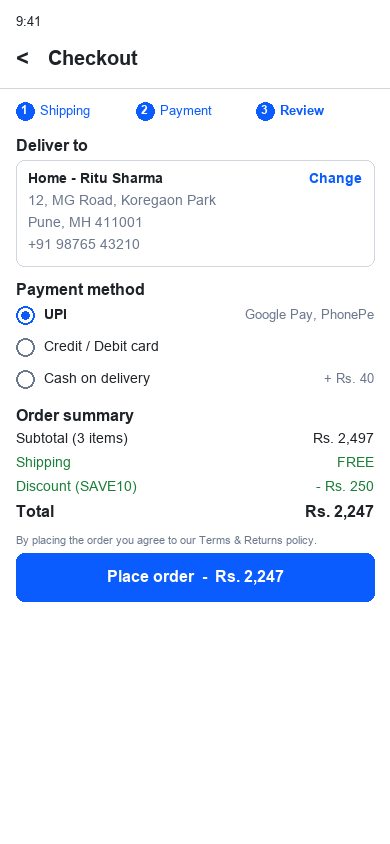 9:41
< Checkout
1 Shipping 2 Payment 3 Review
Deliver to
Home - Ritu Sharma Change
12, MG Road, Koregaon Park
Pune, MH 411001
+91 98765 43210
Payment method
UPI Google Pay, PhonePe
Credit / Debit card
Cash on delivery + Rs. 40
Order summary
Subtotal (3 items) Rs. 2,497
Shipping FREE
Discount (SAVE10) - Rs. 250
Total Rs. 2,247
By placing the order you agree to our Terms & Returns policy.
Place order - Rs. 2,247